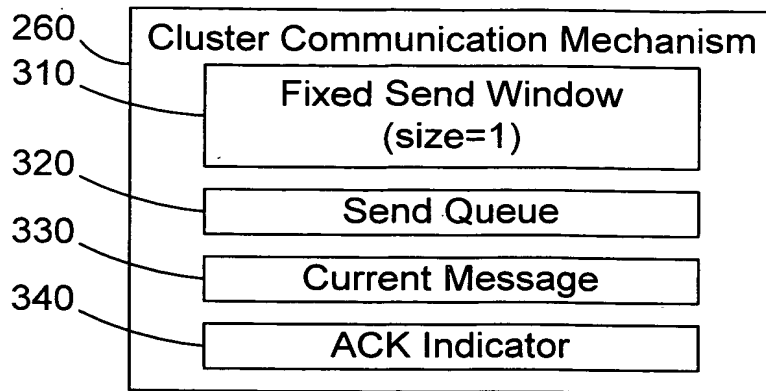 260
Cluster Communication Mechanism
310
Fixed Send Window
(size=1)
320
Send Queue
330
Current Message
340
ACK Indicator